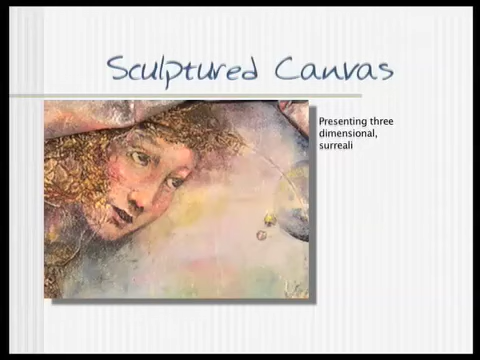 Sculptured Canvas
Presenting three
dimensional,
surreali